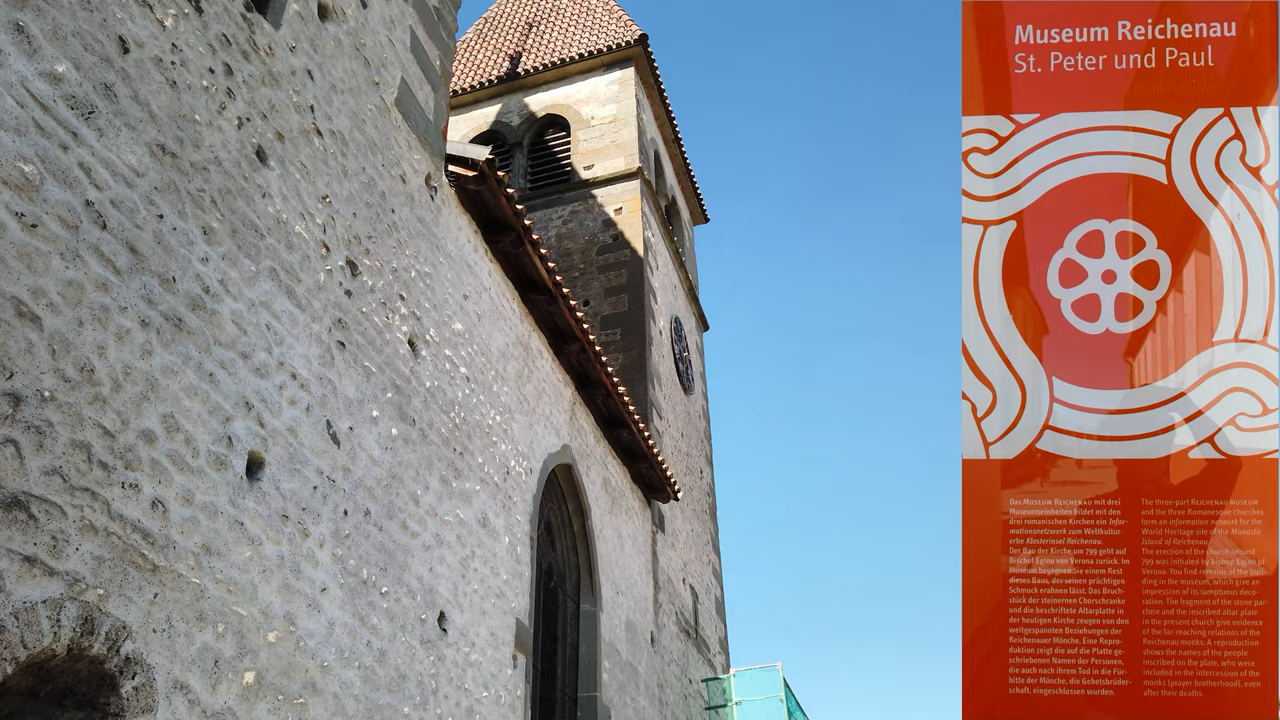 Museum Reichenau
St. Peter und Paul
Das Museum Reichenau mit drei
Museumseinheiten bildet mit den
drei romanischen Kirchen ein Infor-
mationsnetzwerk zum Weltkultur-
erbe Klosterinsel Reichenau.
Der Bau der Kirche um 799 geht auf
Bischof Egino von Verona zurück. Im
Museum begegnen Sie einem Rest
dieses Baus, der seinen prächtigen
Schmuck erahnen lässt. Das Bruch-
stück der steinernen Chorschranke
und die beschriftete Altarplatte in
der heutigen Kirche zeugen von den
weitgespannten Beziehungen der
Reichenauer Mönche. Eine Repro-
duktion zeigt die auf die Platte ge-
schriebenen Namen der Personen,
die auch nach ihrem Tod in die Für-
bitte der Mönche, die Gebetsbrüder-
schaft, eingeschlossen wurden.
The three-part Reichenau museum
and the three Romanesque churches
form an information network for the
World Heritage site of the Monastic
Island of Reichenau.
The erection of the church around
799 was initiated by bishop Egino of
Verona. You find remains of the buil-
ding in the museum, which give an
impression of its sumptuous deco-
ration. The fragment of the stone par-
close and the inscribed altar plate
in the present church give evidence
of the far-reaching relations of the
Reichenau monks. A reproduction
shows the names of the people
inscribed on the plate, who were
included in the intercession of the
monks (prayer brotherhood), even
after their deaths.